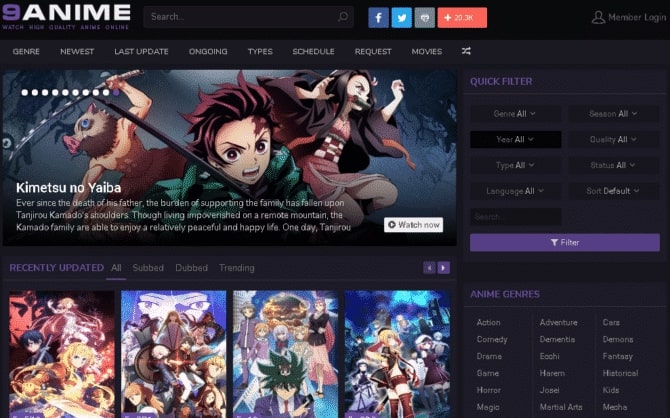 9ANIME
WATCH HIGH QUALITY ANIME ONLINE
Search...
20.3K
Member Login
GENRE NEWEST LAST UPDATE ONGOING TYPES SCHEDULE REQUEST MOVIES
Kimetsu no Yaiba
Ever since the death of his father, the burden of supporting the family has fallen upon
Tanjirou Kamado's shoulders. Though living impoverished on a remote mountain, the
Kamado family are able to enjoy a relatively peaceful and happy life. One day, Tanjirou
Watch now
QUICK FILTER
Genre All Season All
Year All Quality All
Type All Status All
Language All Sort Default
Search...
Filter
RECENTLY UPDATED All Subbed Dubbed Trending
ANIME GENRES
Action Adventure Cars
Comedy Dementia Demons
Drama Ecchi Fantasy
Game Harem Historical
Horror Josei Kids
Magic Martial Arts Mecha